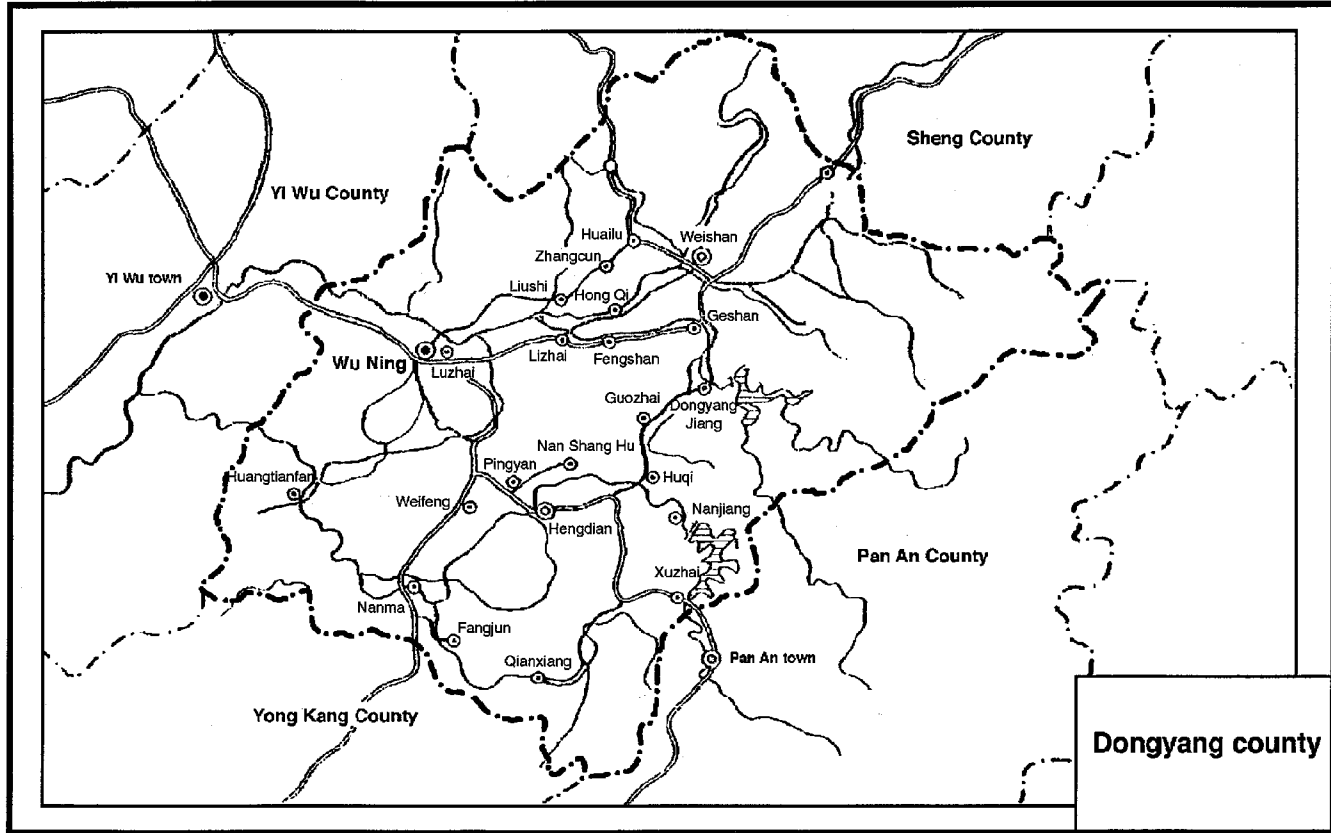 Sheng County
YI Wu County
Huailu
Weishan
Zhangcun
YI Wu town
Liushi
Hong Qi
Geshan
Wu Ning
Luzhai
Lizhai
Fengshan
Guozhai
Dongyang
Jiang
Nan Shang Hu
Pingyan
Huangtianfan
Huqi
Weifeng
Nanjiang
Hengdian
Pan An County
Xuzhai
Nanma
Fangjun
Qianxiang
Pan An town
Yong Kang County
Dongyang county